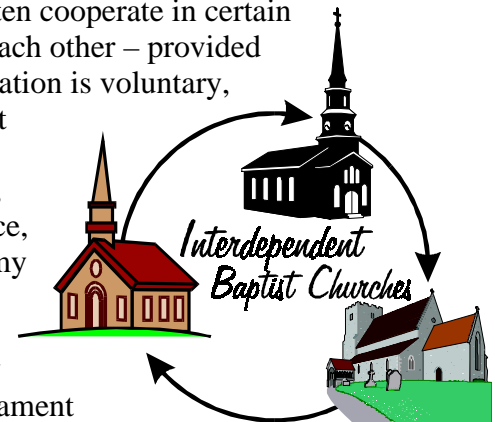 ten cooperate in certain
ach other – provided
ation is voluntary,
t
ce,
ny
Interdependent
Baptist Churches
ament